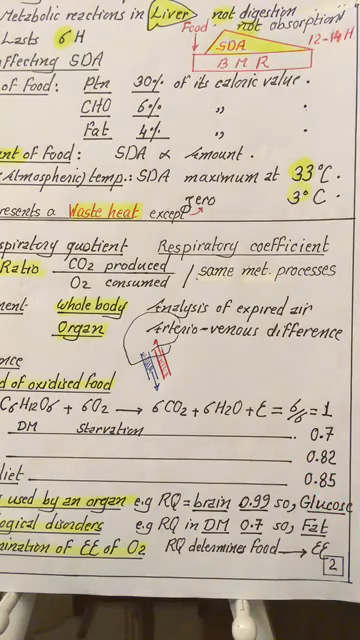 Metabolic reactions in Liver not digestion
not absorption
Lasts 6 H
Food SDA 12-14 H
BMR
affecting SDA
of food: Ptn 30% of its caloric value.
CHO 6% ,,
Fat 4% ,,
nt of Food: SDA ∝ Amount.
(Atmospheric) temp.: SDA maximum at 33°C.
zero 3°C.
presents a Waste heat except
spiratory quotient Respiratory coefficient
Ratio CO2 produced / same met. processes
O2 consumed
ment whole body Analysis of expired air
Organ Arterio-venous difference
nce
d of oxidised food
C6H12O6 + 6O2 → 6CO2 + 6H2O + E = 6/6 = 1
DM Starvation 0.7
0.82
diet 0.85
used by an organ e.g RQ = brain 0.99 so, Glucose
logical disorders e.g RQ in DM 0.7 so, Fat
mination of EE of O2 RQ determines food → EE
2